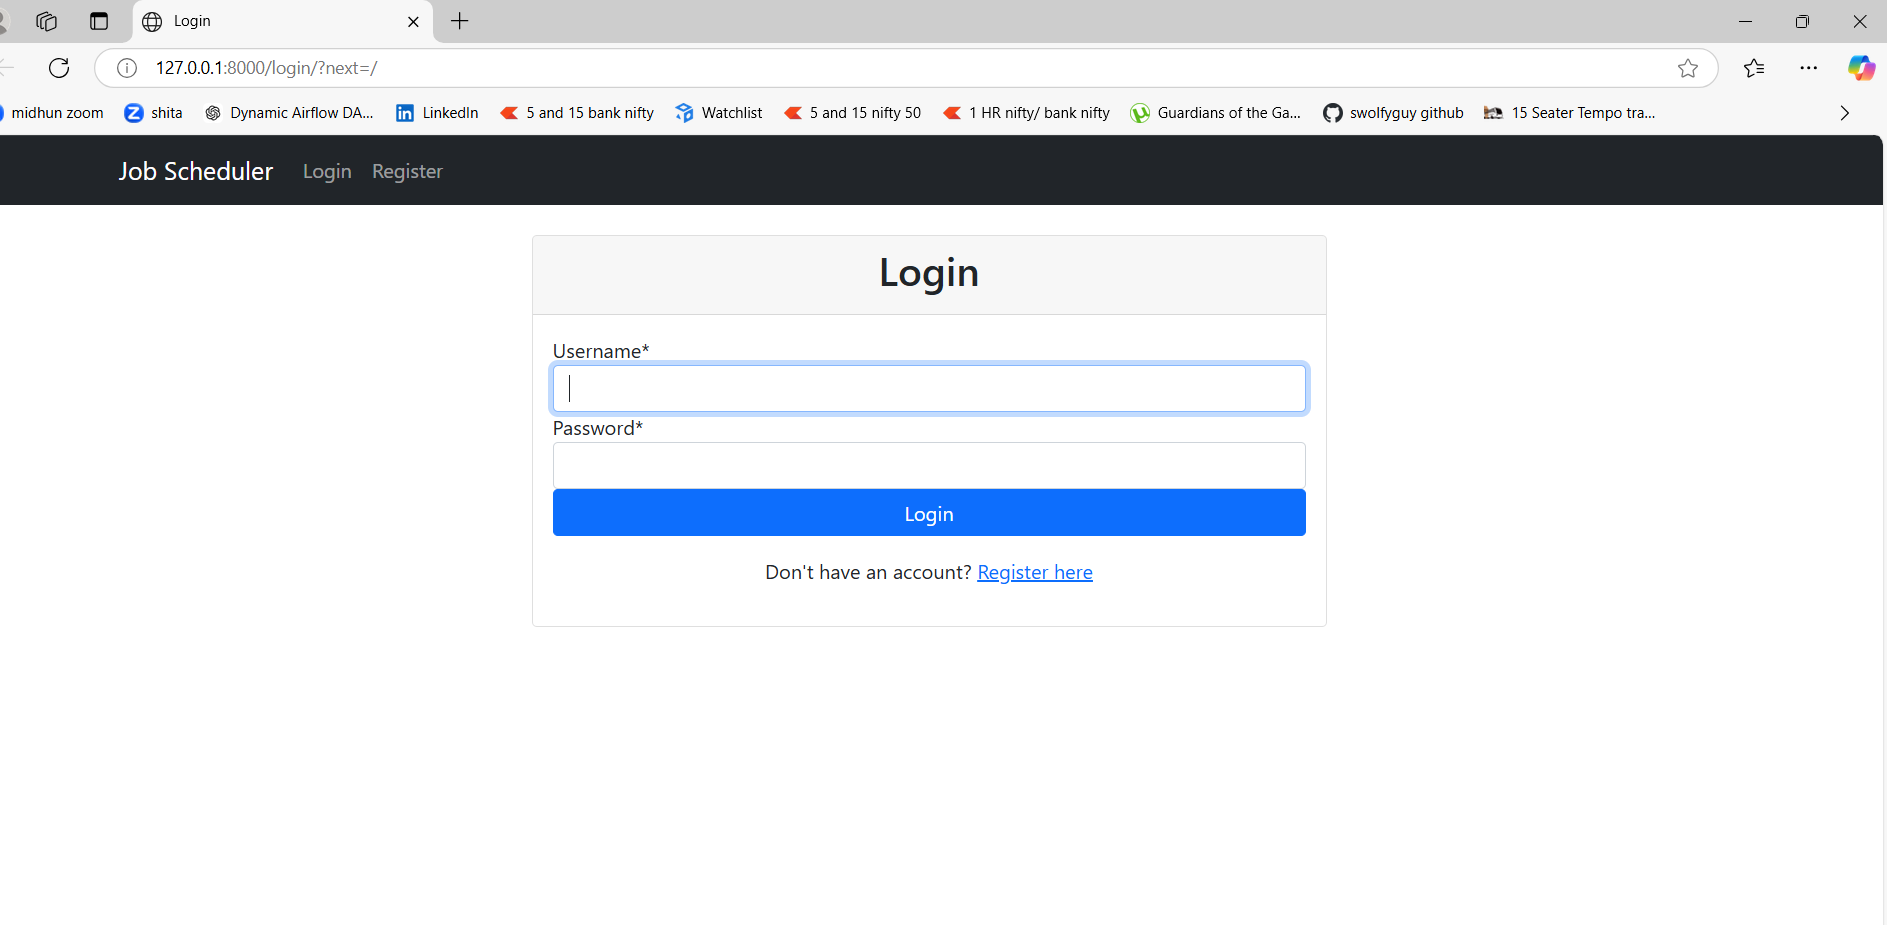 Login
127.0.0.1:8000/login/?next=/
midhun zoom shita Dynamic Airflow DA... LinkedIn 5 and 15 bank nifty Watchlist 5 and 15 nifty 50 1 HR nifty/ bank nifty Guardians of the Ga... swolfyguy github 15 Seater Tempo tra...
Job Scheduler Login Register
Login
Username*
Password*
Login
Don't have an account? Register here